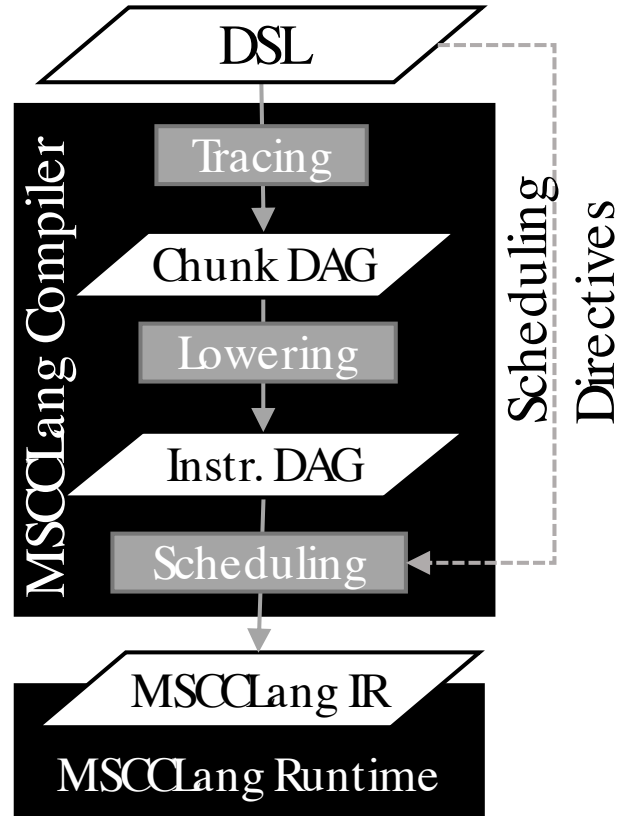 DSL
MSCCLang Compiler
Tracing
Chunk DAG
Lowering
Instr. DAG
Scheduling
Scheduling
Directives
MSCCLang IR
MSCCLang Runtime